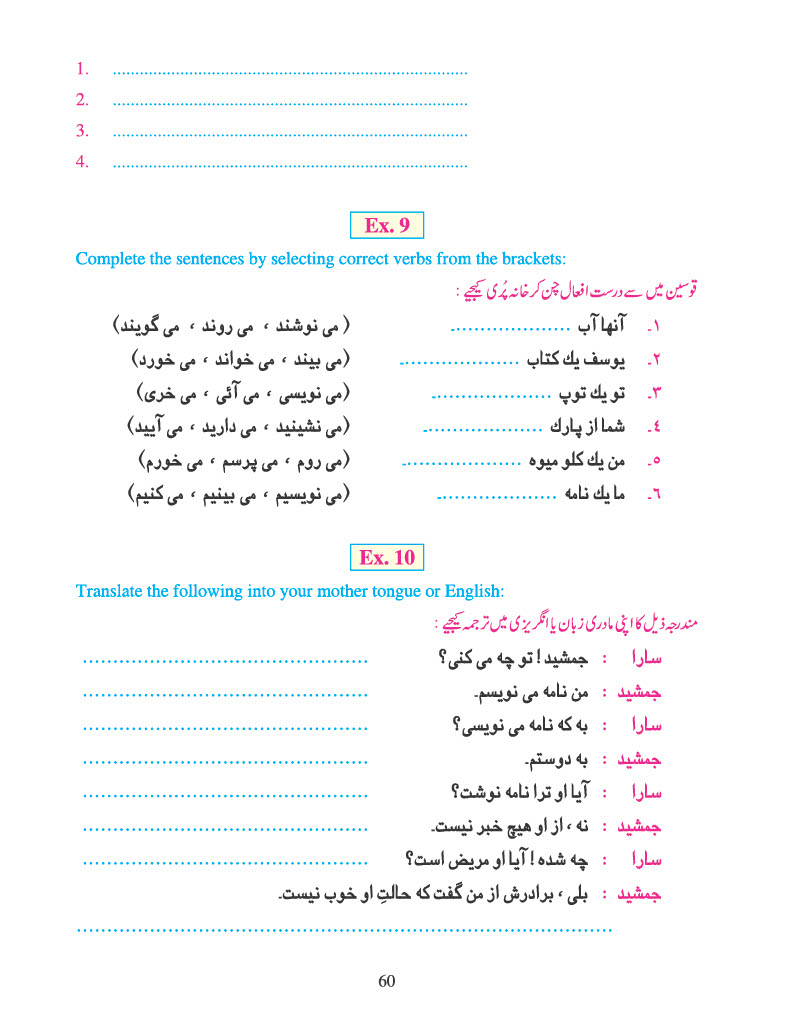 1. ................................................................................
2. ................................................................................
3. ................................................................................
4. ................................................................................
Ex. 9
Complete the sentences by selecting correct verbs from the brackets:
قوسین میں سے درست افعال چن کر خانہ پُری کیجیے :
۱۔ آنها آب ...................۔ (می نوشند ، می روند ، می گویند)
۲۔ یوسف یك کتاب ...................۔ (می بیند ، می خواند ، می خورد)
۳۔ تو یك توپ ...................۔ (می نویسی ، می آئی ، می خری)
٤۔ شما از پارك ...................۔ (می نشینید ، می دارید ، می آیید)
٥۔ من یك کلو میوه ...................۔ (می روم ، می پرسم ، می خورم)
٦۔ ما یك نامه ...................۔ (می نویسیم ، می بینیم ، می کنیم)
Ex. 10
Translate the following into your mother tongue or English:
مندرجہ ذیل کا اپنی مادری زبان یا انگریزی میں ترجمہ کیجیے :
سارا : جمشید! تو چه می کنی؟ ................................................
جمشید : من نامه می نویسم۔ ................................................
سارا : به که نامه می نویسی؟ ................................................
جمشید : به دوستم۔ ................................................
سارا : آیا او ترا نامه نوشت؟ ................................................
جمشید : نه ، از او هیچ خبر نیست۔ ................................................
سارا : چه شده! آیا او مریض است؟ ................................................
جمشید : بلی ، برادرش از من گفت که حالتِ او خوب نیست۔
..........................................................................................
60